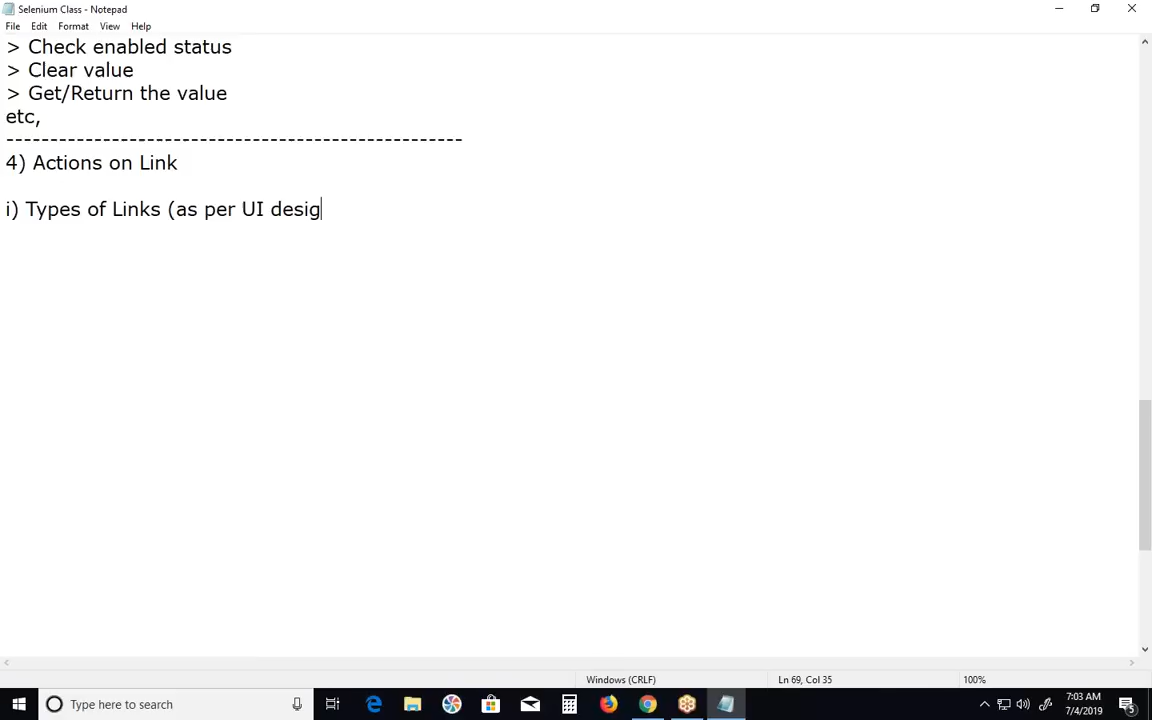 Selenium Class - Notepad
File Edit Format View Help
> Check enabled status
> Clear value
> Get/Return the value
etc,
----------------------------------------------------
4) Actions on Link
i) Types of Links (as per UI desig
Windows (CRLF) Ln 69, Col 35 100%
Type here to search
7:03 AM
7/4/2019
5